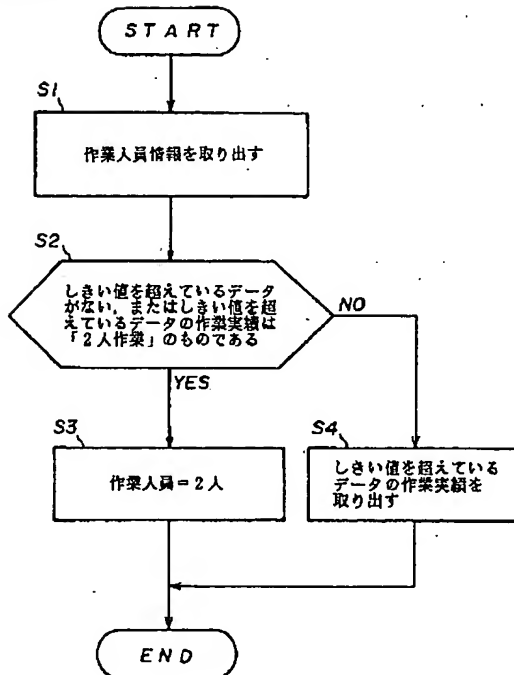 START
S1
作業人員情報を取り出す
S2
しきい値を超えているデータ
がない，またはしきい値を超
えているデータの作業実績は
「２人作業」のものである
NO
YES
S3
作業人員＝２人
S4
しきい値を超えている
データの作業実績を
取り出す
END